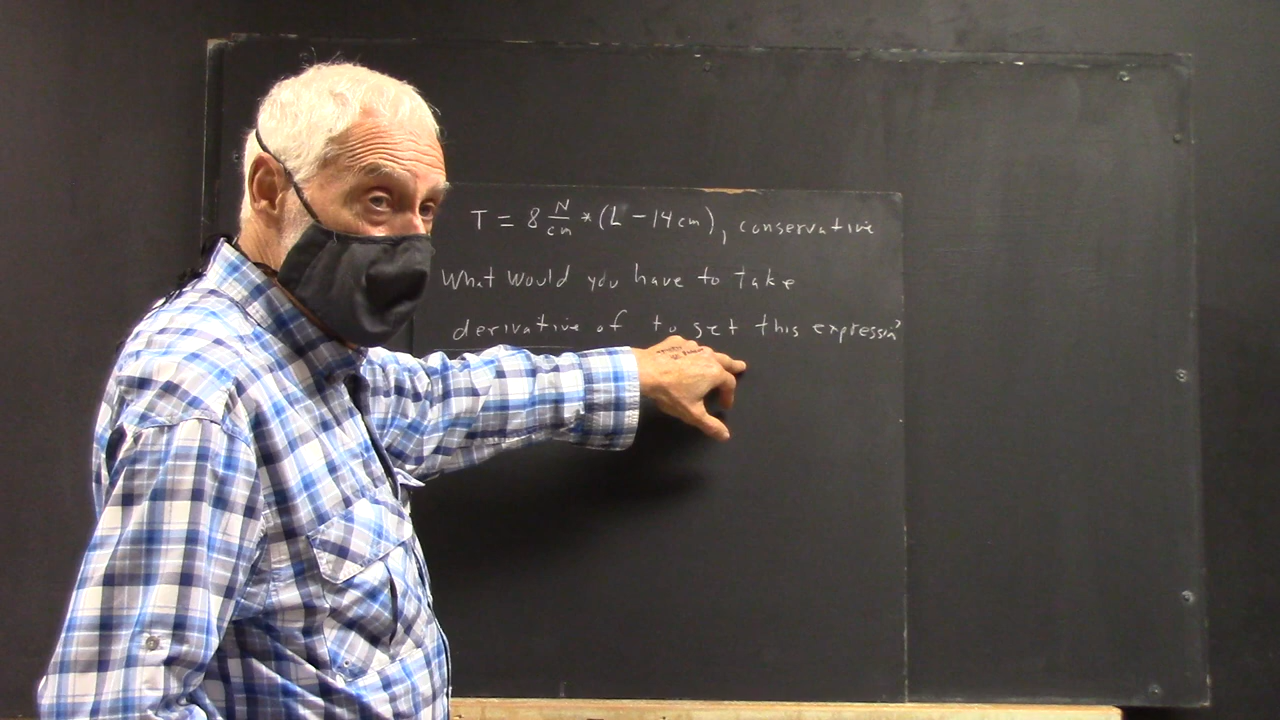 T = 8 N/cm * (L - 14 cm), conservative
What would you have to take
derivative of to get this expression?